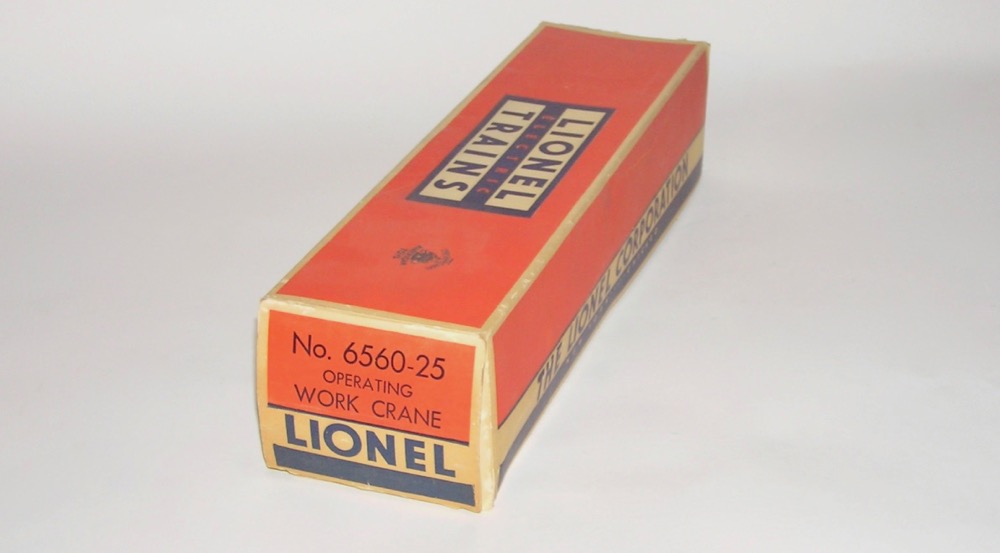 LIONEL
ELECTRIC
TRAINS
THE LIONEL CORPORATION
No. 6560-25
OPERATING
WORK CRANE
LIONEL